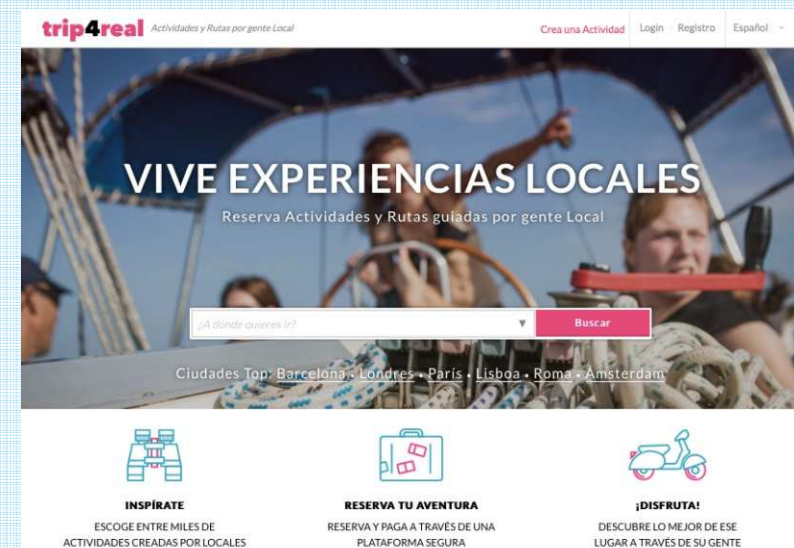 trip4real Actividades y Rutas por gente Local
Crea una Actividad Login Registro Español
VIVE EXPERIENCIAS LOCALES
Reserva Actividades y Rutas guiadas por gente Local
¿A dónde quieres ir? Buscar
Ciudades Top: Barcelona • Londres • París • Lisboa • Roma • Ámsterdam
INSPÍRATE
ESCOGE ENTRE MILES DE
ACTIVIDADES CREADAS POR LOCALES
RESERVA TU AVENTURA
RESERVA Y PAGA A TRAVÉS DE UNA
PLATAFORMA SEGURA
¡DISFRUTA!
DESCUBRE LO MEJOR DE ESE
LUGAR A TRAVÉS DE SU GENTE